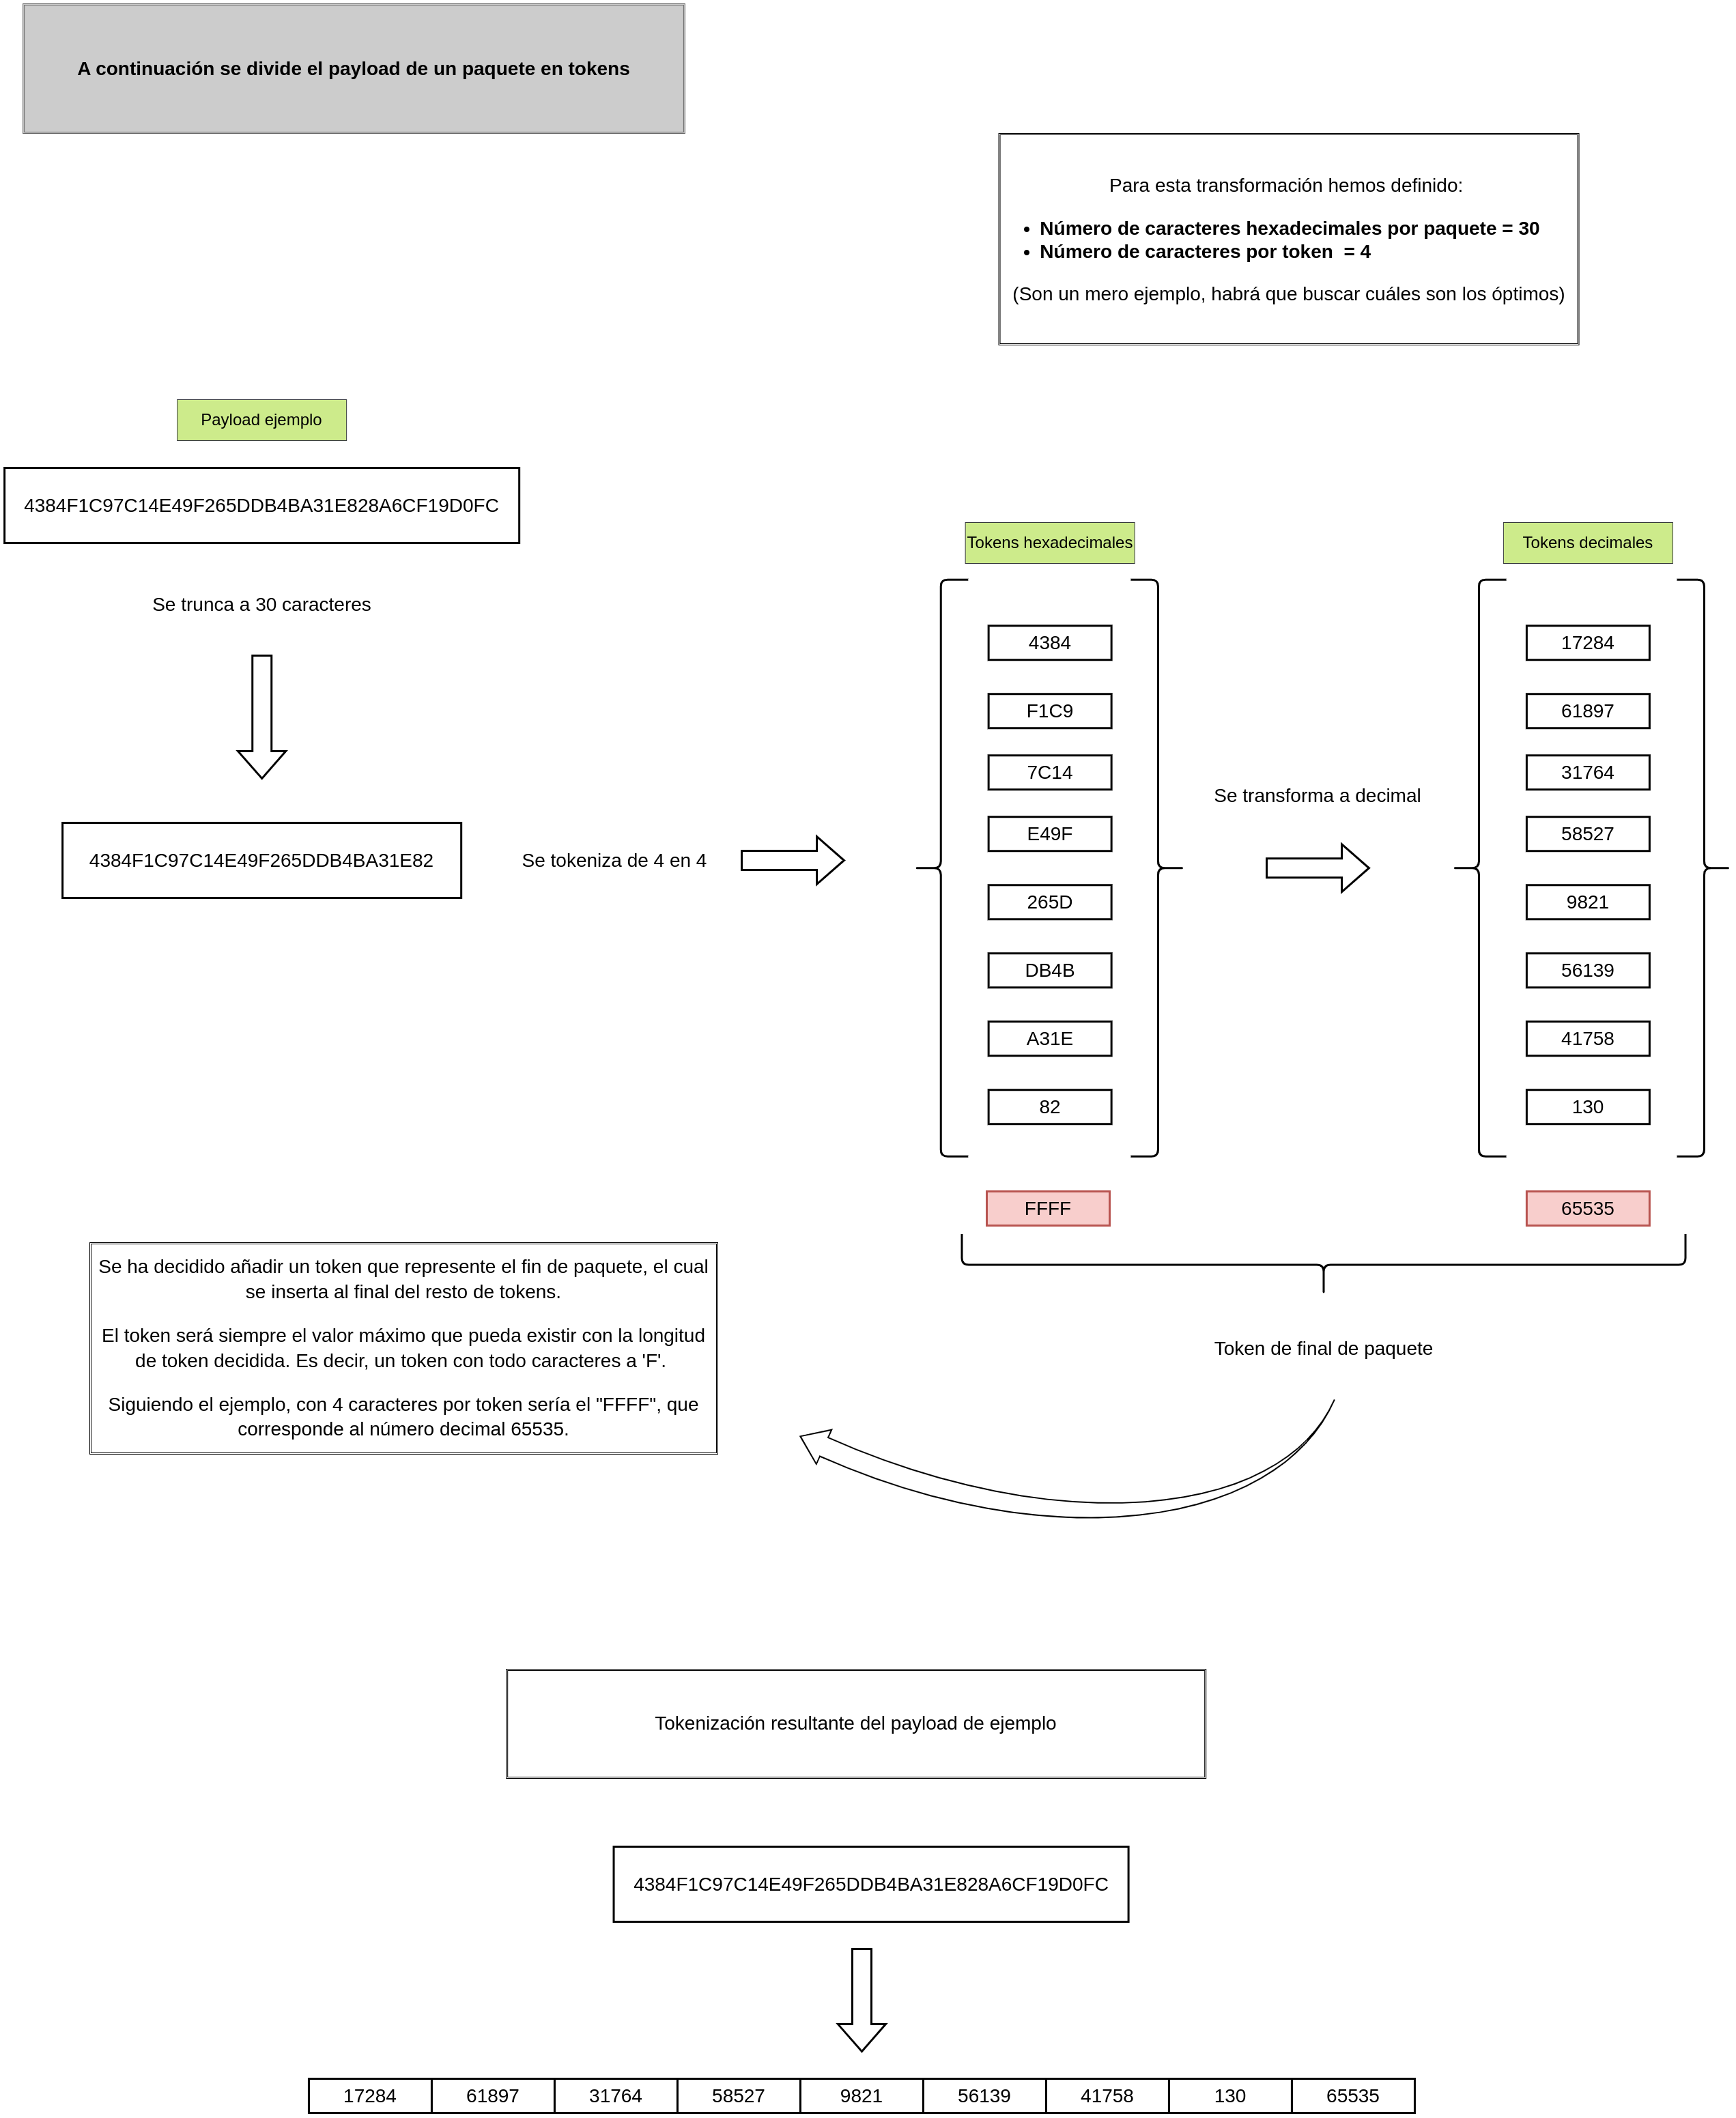 A continuación se divide el payload de un paquete en tokens
Para esta transformación hemos definido:
• Número de caracteres hexadecimales por paquete = 30
• Número de caracteres por token  = 4
(Son un mero ejemplo, habrá que buscar cuáles son los óptimos)
Payload ejemplo
4384F1C97C14E49F265DDB4BA31E828A6CF19D0FC
Se trunca a 30 caracteres
4384F1C97C14E49F265DDB4BA31E82
Se tokeniza de 4 en 4
Tokens hexadecimales
4384
F1C9
7C14
E49F
265D
DB4B
A31E
82
FFFF
Se transforma a decimal
Tokens decimales
17284
61897
31764
58527
9821
56139
41758
130
65535
Token de final de paquete
Se ha decidido añadir un token que represente el fin de paquete, el cual
se inserta al final del resto de tokens.
El token será siempre el valor máximo que pueda existir con la longitud
de token decidida. Es decir, un token con todo caracteres a 'F'.
Siguiendo el ejemplo, con 4 caracteres por token sería el "FFFF", que
corresponde al número decimal 65535.
Tokenización resultante del payload de ejemplo
4384F1C97C14E49F265DDB4BA31E828A6CF19D0FC
17284 61897 31764 58527 9821 56139 41758 130 65535